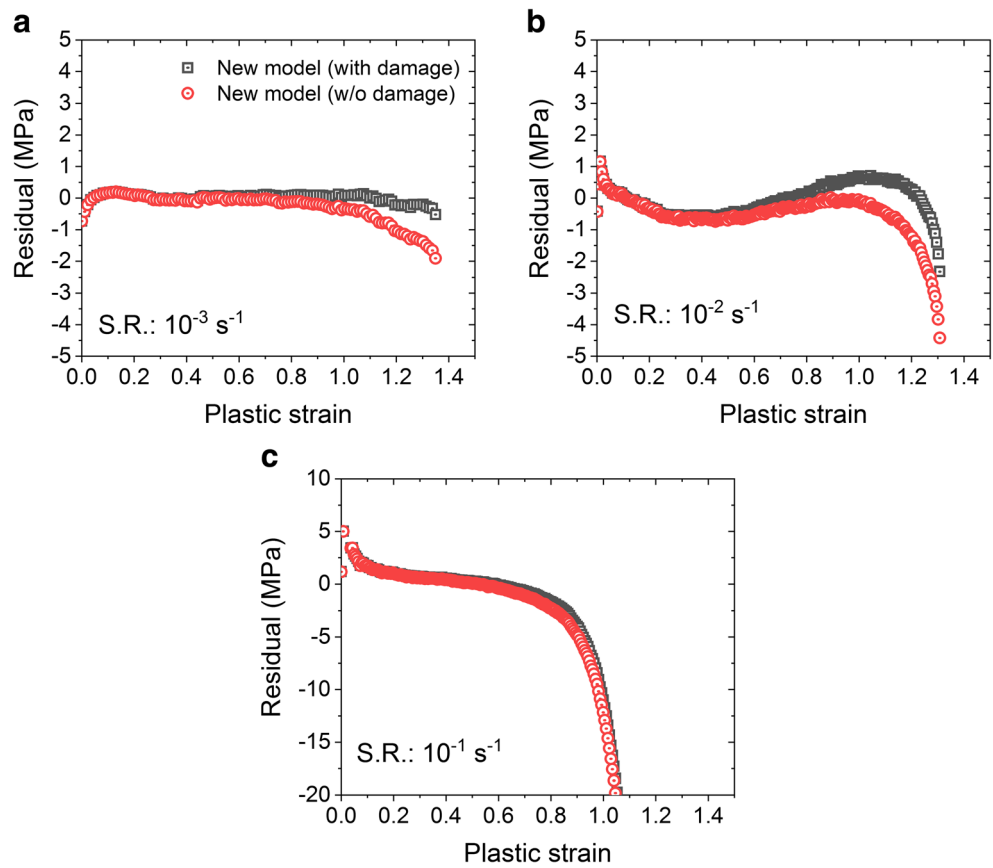 a
5
4
3
2
1
0
-1
-2
-3
-4
-5
Residual (MPa)
New model (with damage)
New model (w/o damage)
S.R.: 10⁻³ s⁻¹
0.0 0.2 0.4 0.6 0.8 1.0 1.2 1.4
Plastic strain
b
5
4
3
2
1
0
-1
-2
-3
-4
-5
Residual (MPa)
S.R.: 10⁻² s⁻¹
0.0 0.2 0.4 0.6 0.8 1.0 1.2 1.4
Plastic strain
c
10
5
0
-5
-10
-15
-20
Residual (MPa)
S.R.: 10⁻¹ s⁻¹
0.0 0.2 0.4 0.6 0.8 1.0 1.2 1.4
Plastic strain